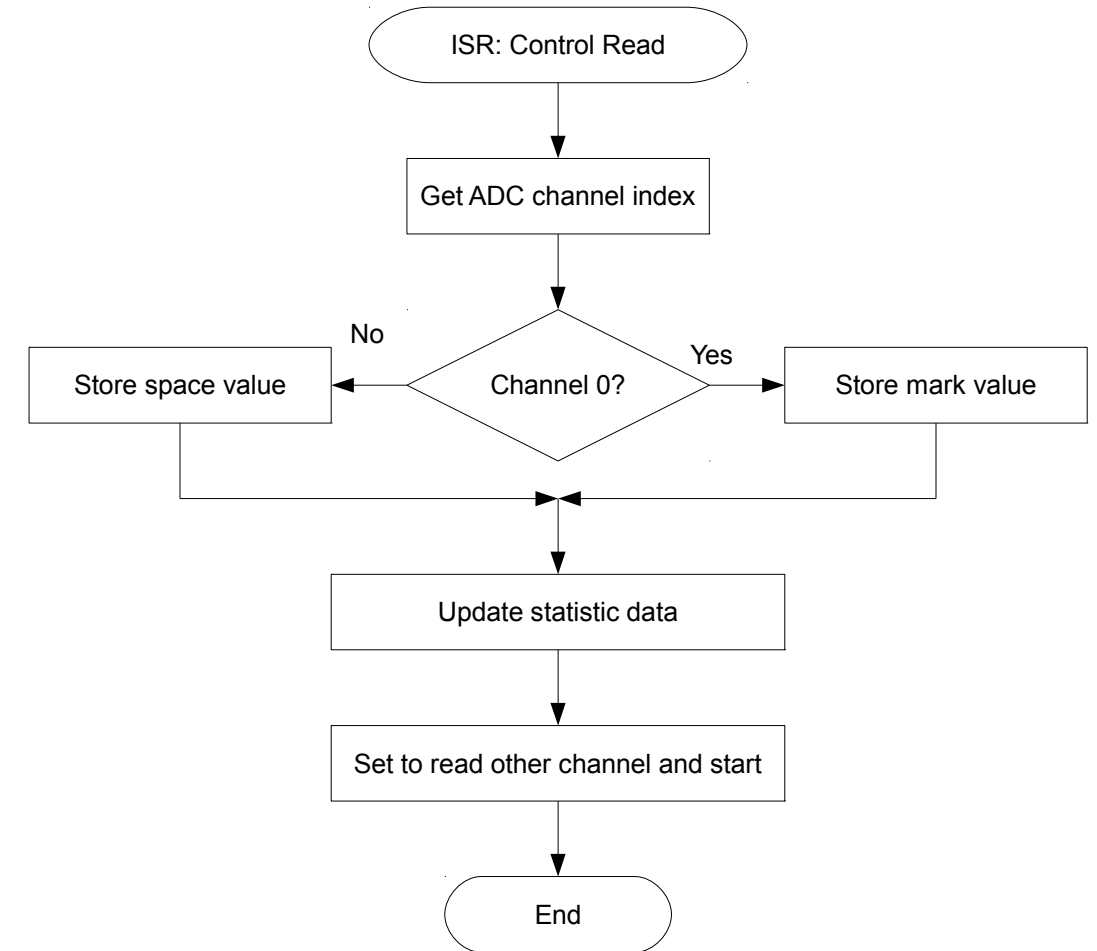 ISR: Control Read
Get ADC channel index
No
Yes
Store space value
Channel 0?
Store mark value
Update statistic data
Set to read other channel and start
End